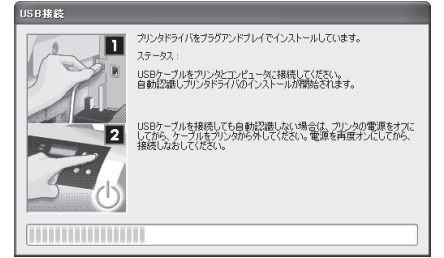 USB接続
1
プリンタドライバをプラグアンドプレイでインストールしています。
ステータス：
USBケーブルをプリンタとコンピュータに接続してください。
自動認識しプリンタドライバのインストールが開始されます。
2
USBケーブルを接続しても自動認識しない場合は、プリンタの電源をオフに
してから、ケーブルをプリンタから外してください。電源を再度オンにしてから、
接続しなおしてください。